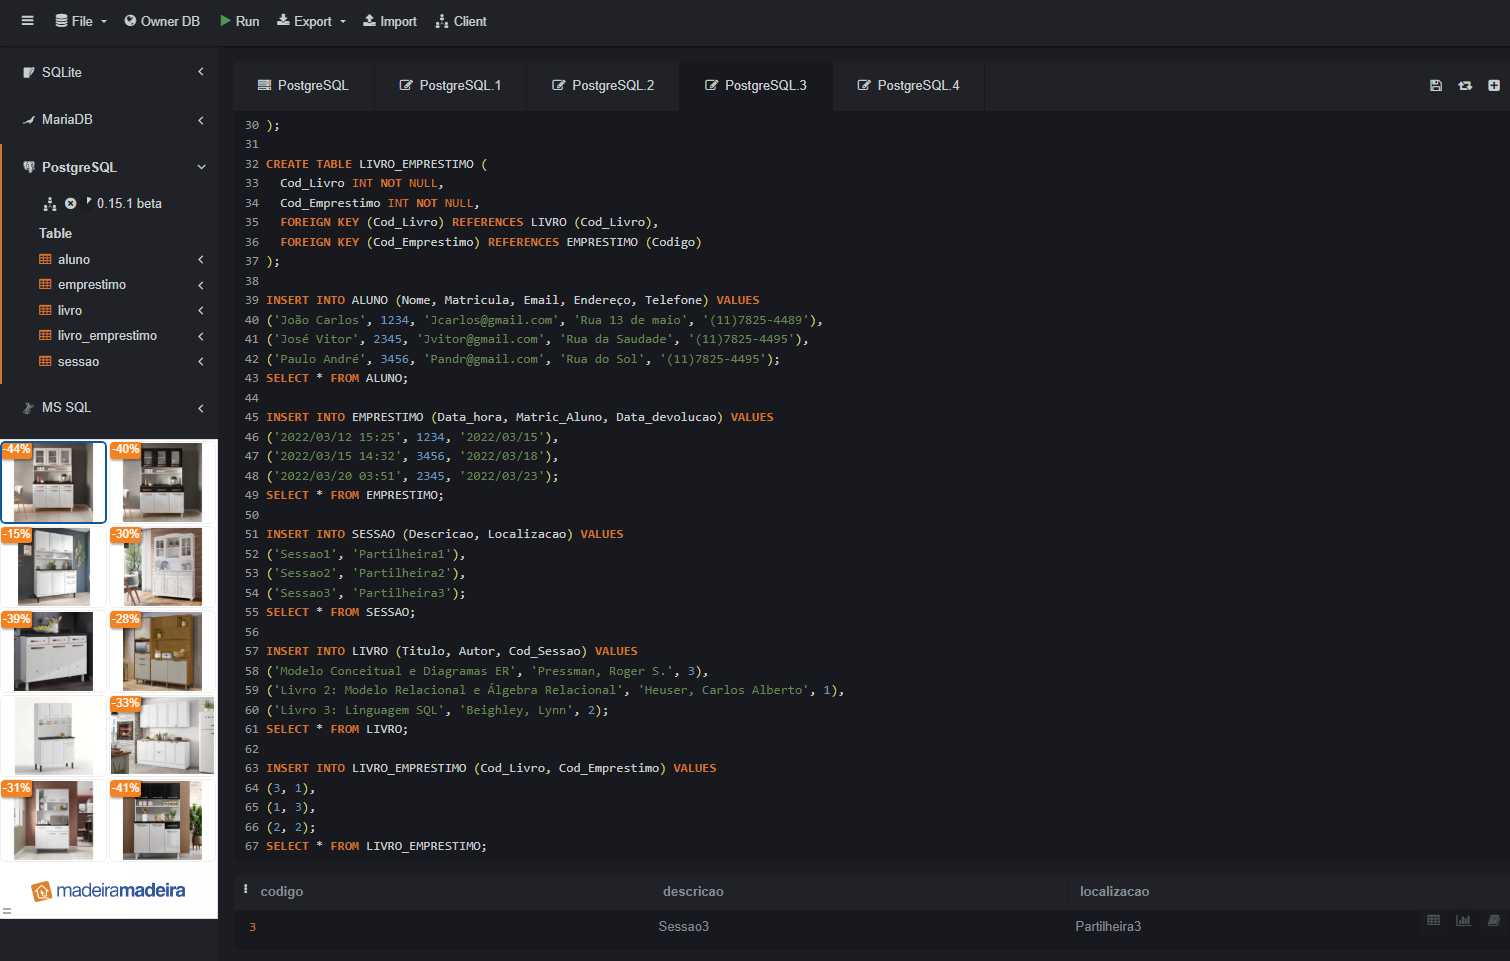 File
Owner DB
Run
Export
Import
Client
SQLite
MariaDB
PostgreSQL
0.15.1 beta
Table
aluno
emprestimo
livro
livro_emprestimo
sessao
MS SQL
-44%
-40%
-15%
-30%
-39%
-28%
-33%
-31%
-41%
madeiramadeira
PostgreSQL
PostgreSQL.1
PostgreSQL.2
PostgreSQL.3
PostgreSQL.4
30 );
31
32 CREATE TABLE LIVRO_EMPRESTIMO (
33 Cod_Livro INT NOT NULL,
34 Cod_Emprestimo INT NOT NULL,
35 FOREIGN KEY (Cod_Livro) REFERENCES LIVRO (Cod_Livro),
36 FOREIGN KEY (Cod_Emprestimo) REFERENCES EMPRESTIMO (Codigo)
37 );
38
39 INSERT INTO ALUNO (Nome, Matricula, Email, Endereço, Telefone) VALUES
40 ('João Carlos', 1234, 'Jcarlos@gmail.com', 'Rua 13 de maio', '(11)7825-4489'),
41 ('José Vitor', 2345, 'Jvitor@gmail.com', 'Rua da Saudade', '(11)7825-4495'),
42 ('Paulo André', 3456, 'Pandr@gmail.com', 'Rua do Sol', '(11)7825-4495');
43 SELECT * FROM ALUNO;
44
45 INSERT INTO EMPRESTIMO (Data_hora, Matric_Aluno, Data_devolucao) VALUES
46 ('2022/03/12 15:25', 1234, '2022/03/15'),
47 ('2022/03/15 14:32', 3456, '2022/03/18'),
48 ('2022/03/20 03:51', 2345, '2022/03/23');
49 SELECT * FROM EMPRESTIMO;
50
51 INSERT INTO SESSAO (Descricao, Localizacao) VALUES
52 ('Sessao1', 'Partilheira1'),
53 ('Sessao2', 'Partilheira2'),
54 ('Sessao3', 'Partilheira3');
55 SELECT * FROM SESSAO;
56
57 INSERT INTO LIVRO (Titulo, Autor, Cod_Sessao) VALUES
58 ('Modelo Conceitual e Diagramas ER', 'Pressman, Roger S.', 3),
59 ('Livro 2: Modelo Relacional e Álgebra Relacional', 'Heuser, Carlos Alberto', 1),
60 ('Livro 3: Linguagem SQL', 'Beighley, Lynn', 2);
61 SELECT * FROM LIVRO;
62
63 INSERT INTO LIVRO_EMPRESTIMO (Cod_Livro, Cod_Emprestimo) VALUES
64 (3, 1),
65 (1, 3),
66 (2, 2);
67 SELECT * FROM LIVRO_EMPRESTIMO;
codigo descricao localizacao
3 Sessao3 Partilheira3